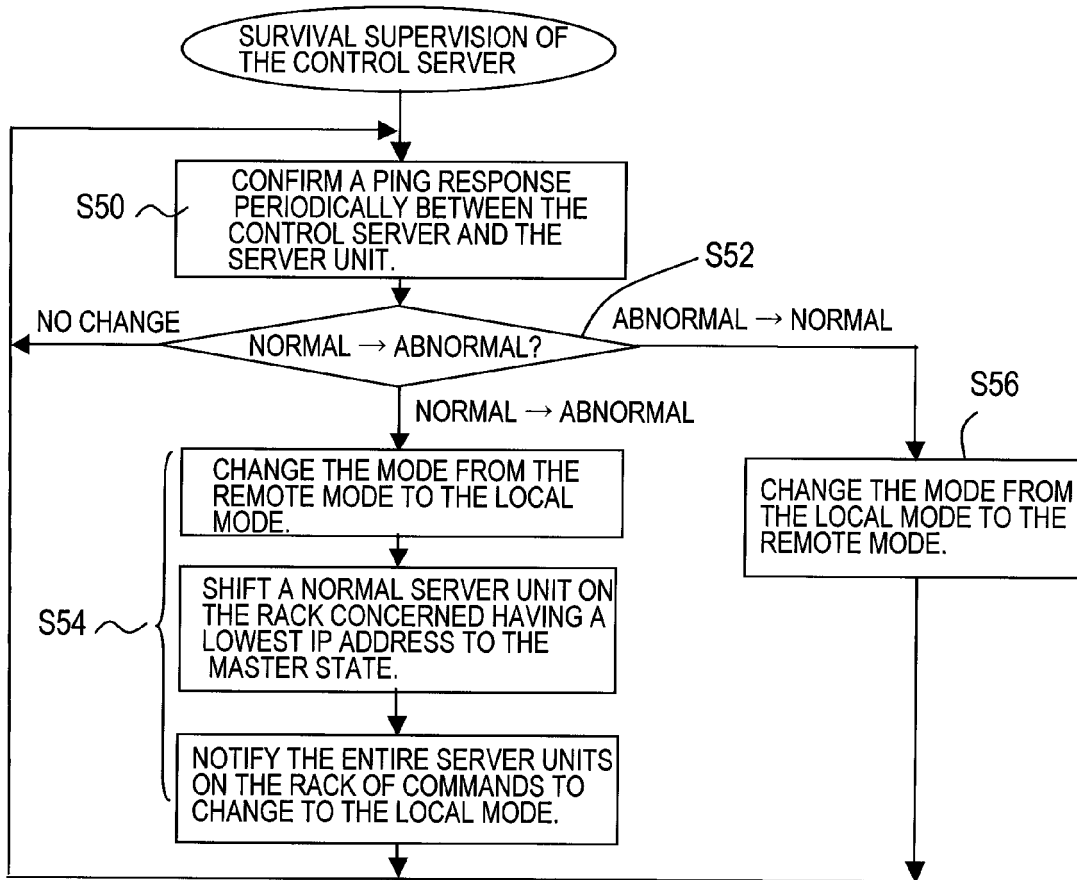 SURVIVAL SUPERVISION OF
THE CONTROL SERVER
S50
CONFIRM A PING RESPONSE
PERIODICALLY BETWEEN THE
CONTROL SERVER AND THE
SERVER UNIT.
S52
NO CHANGE
NORMAL → ABNORMAL?
ABNORMAL → NORMAL
NORMAL → ABNORMAL
S54
CHANGE THE MODE FROM THE
REMOTE MODE TO THE LOCAL
MODE.
SHIFT A NORMAL SERVER UNIT ON
THE RACK CONCERNED HAVING A
LOWEST IP ADDRESS TO THE
MASTER STATE.
NOTIFY THE ENTIRE SERVER UNITS
ON THE RACK OF COMMANDS TO
CHANGE TO THE LOCAL MODE.
S56
CHANGE THE MODE FROM
THE LOCAL MODE TO THE
REMOTE MODE.